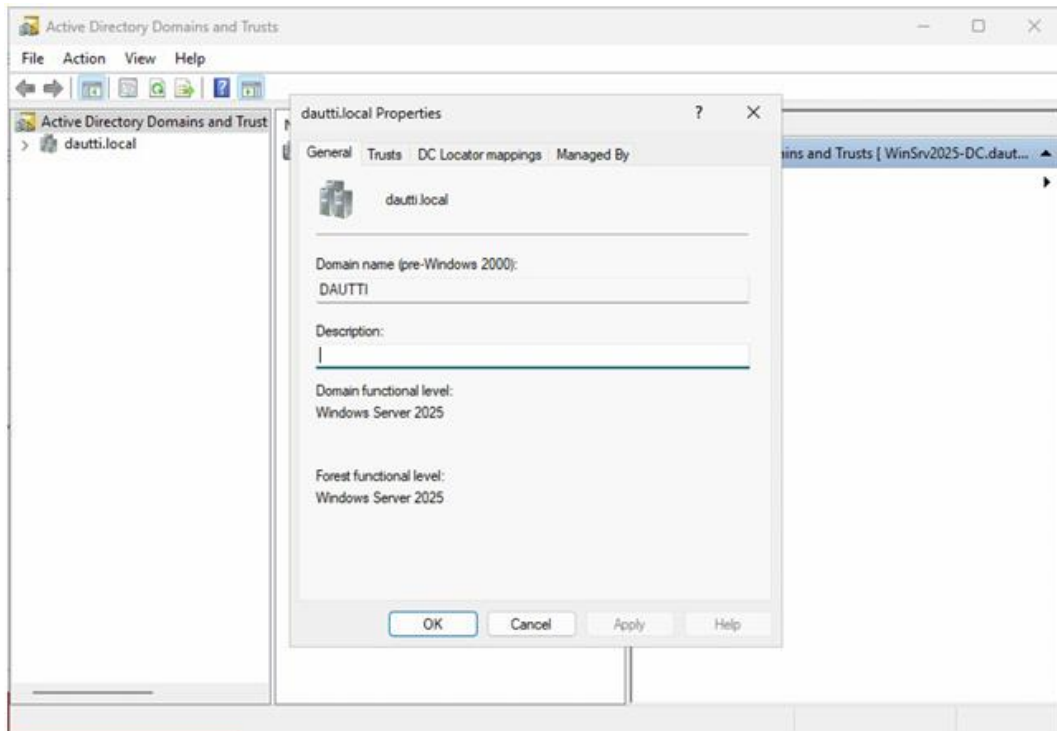 Active Directory Domains and Trusts
File Action View Help
Active Directory Domains and Trust
dautti.local
ains and Trusts [ WinSrv2025-DC.daut...
dautti.local Properties
General Trusts DC Locator mappings Managed By
dautti.local
Domain name (pre-Windows 2000):
DAUTTI
Description:
Domain functional level:
Windows Server 2025
Forest functional level:
Windows Server 2025
OK Cancel Apply Help